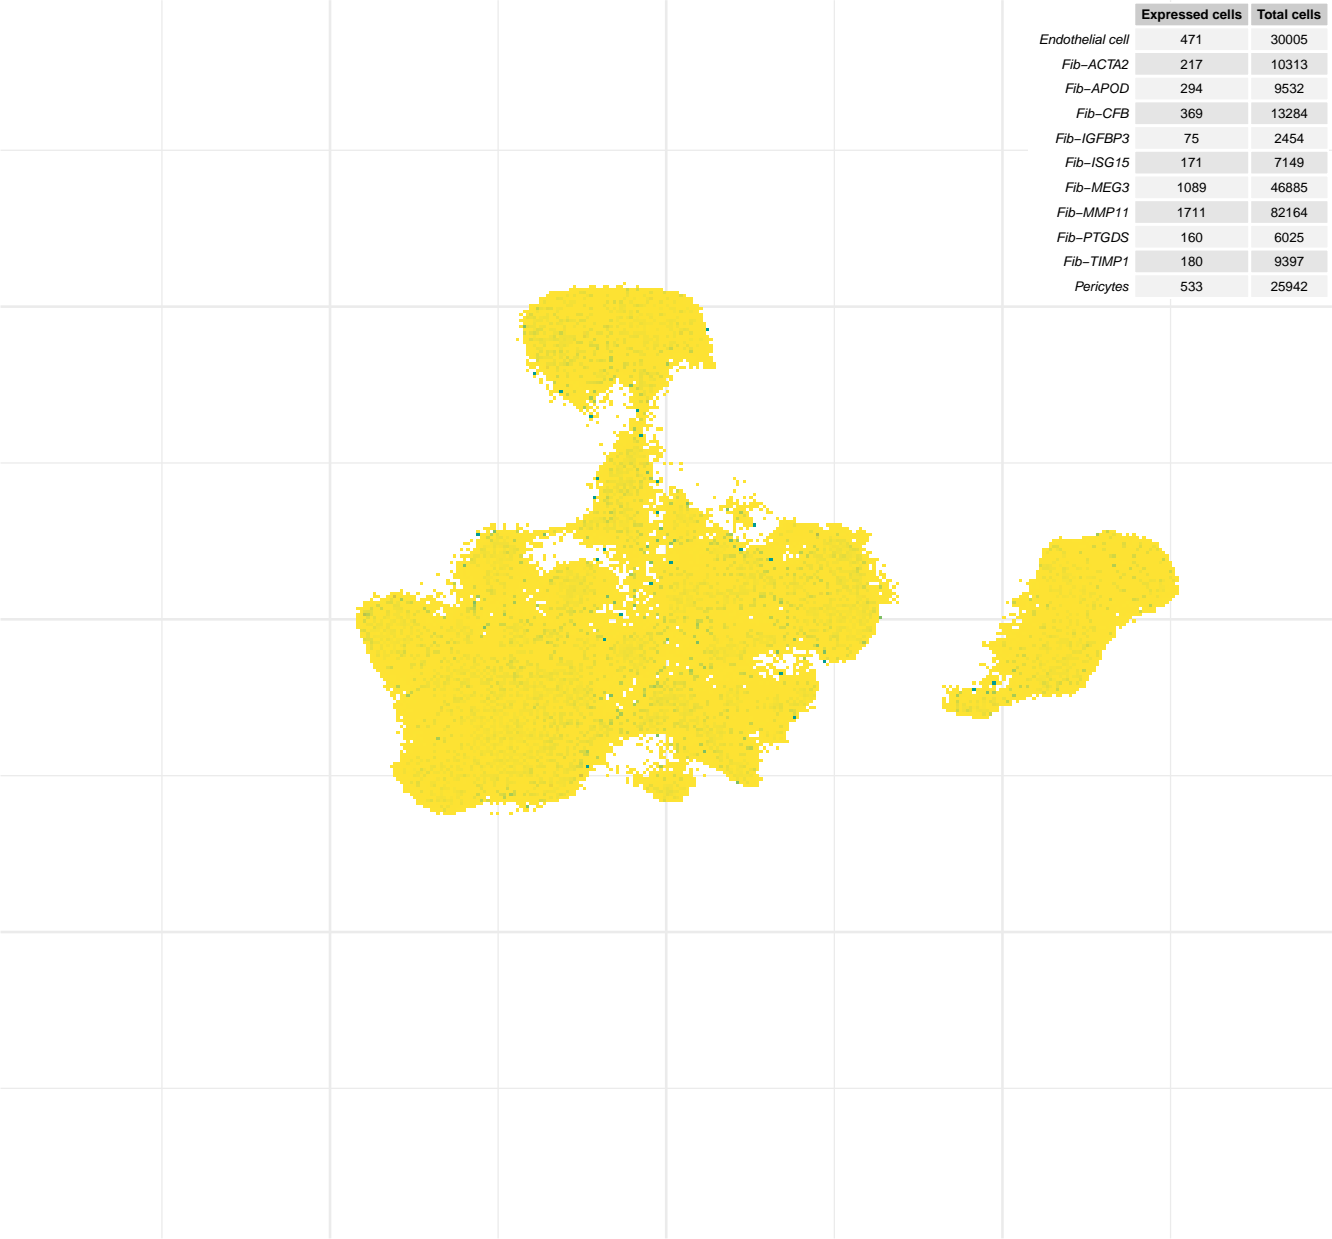 Expressed cells Total cells
Endothelial cell 471 30005
Fib−ACTA2 217 10313
Fib−APOD 294 9532
Fib−CFB 369 13284
Fib−IGFBP3 75 2454
Fib−ISG15 171 7149
Fib−MEG3 1089 46885
Fib−MMP11 1711 82164
Fib−PTGDS 160 6025
Fib−TIMP1 180 9397
Pericytes 533 25942